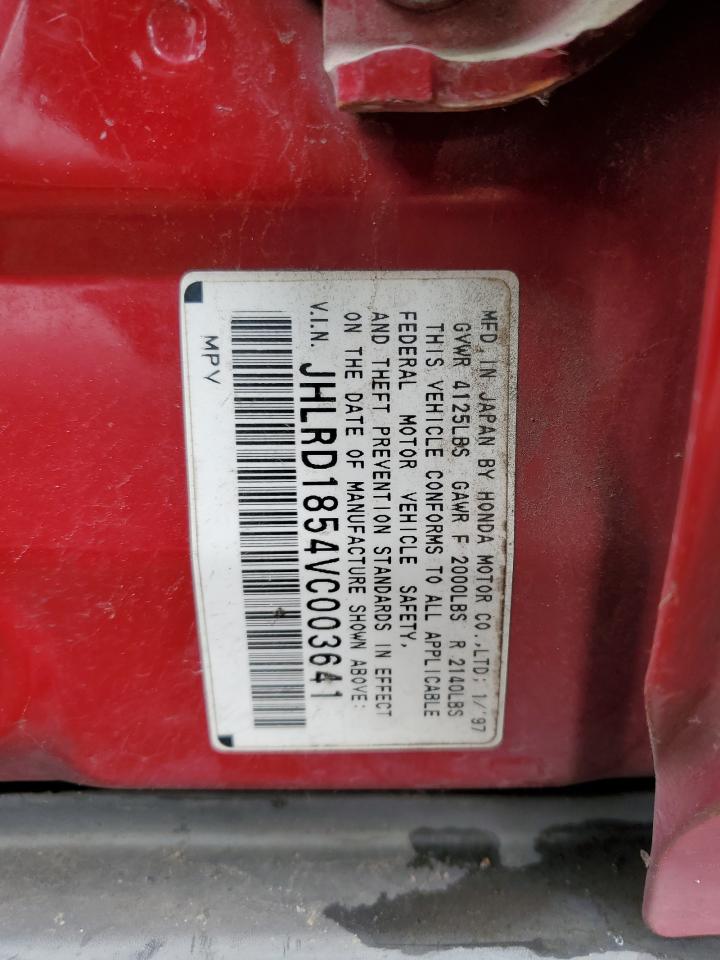 MFD. IN JAPAN BY HONDA MOTOR CO.,LTD; 1/'97
GVWR 4125LBS GAWR F 2000LBS R 2140LBS
THIS VEHICLE CONFORMS TO ALL APPLICABLE
FEDERAL MOTOR VEHICLE SAFETY,
AND THEFT PREVENTION STANDARDS IN EFFECT
ON THE DATE OF MANUFACTURE SHOWN ABOVE:
V.I.N. JHLRD1854VC003641
MPV